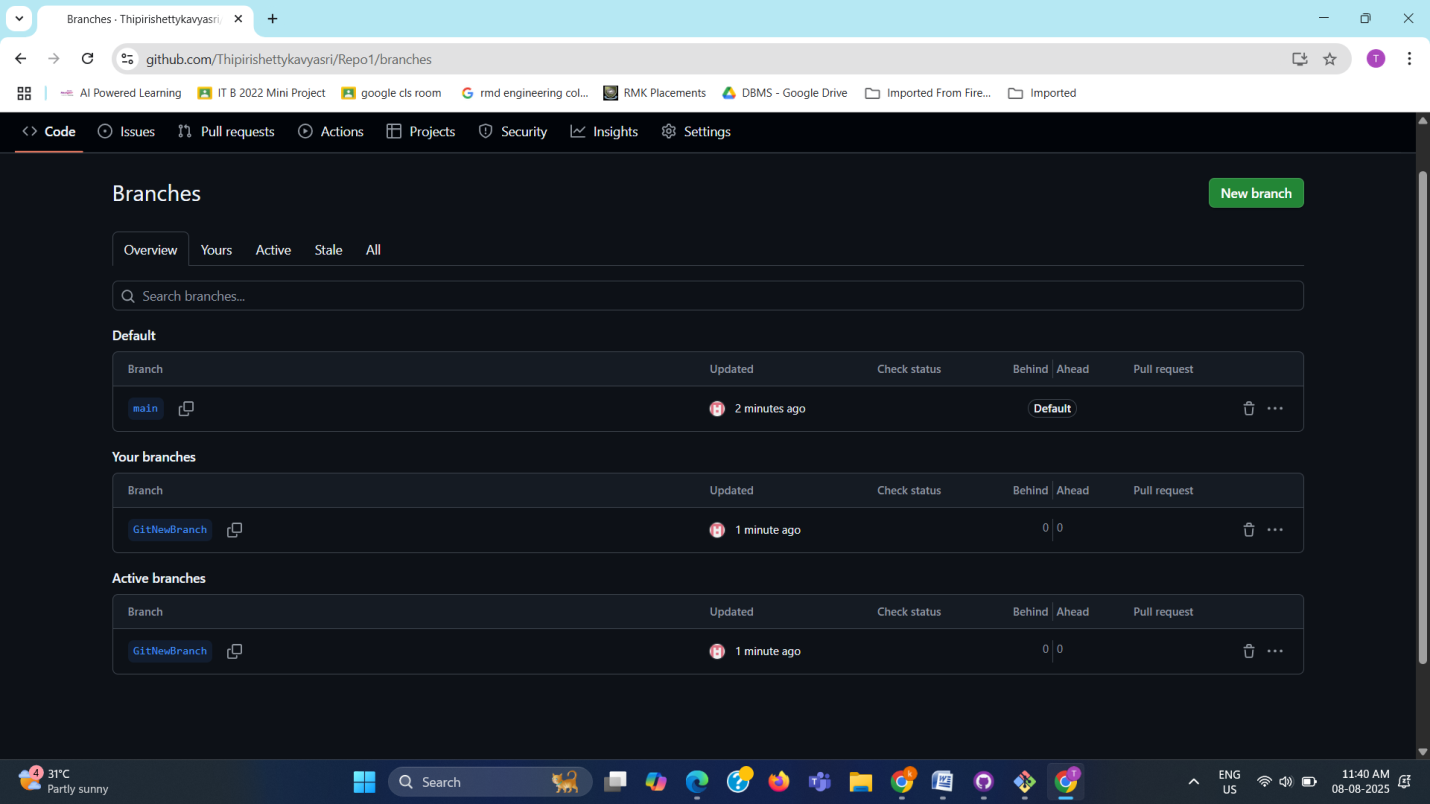 Branches · Thipirishettykavyasri/
github.com/Thipirishettykavyasri/Repo1/branches
T
AI Powered Learning
IT B 2022 Mini Project
google cls room
rmd engineering col...
RMK Placements
DBMS - Google Drive
Imported From Fire...
Imported
Code
Issues
Pull requests
Actions
Projects
Security
Insights
Settings
Branches
New branch
Overview
Yours
Active
Stale
All
Search branches...
Default
Branch Updated Check status Behind Ahead Pull request
main 2 minutes ago Default
Your branches
Branch Updated Check status Behind Ahead Pull request
GitNewBranch 1 minute ago 0 0
Active branches
Branch Updated Check status Behind Ahead Pull request
GitNewBranch 1 minute ago 0 0
4
31°C
Partly sunny
Search
k
T
ENG
US
11:40 AM
08-08-2025